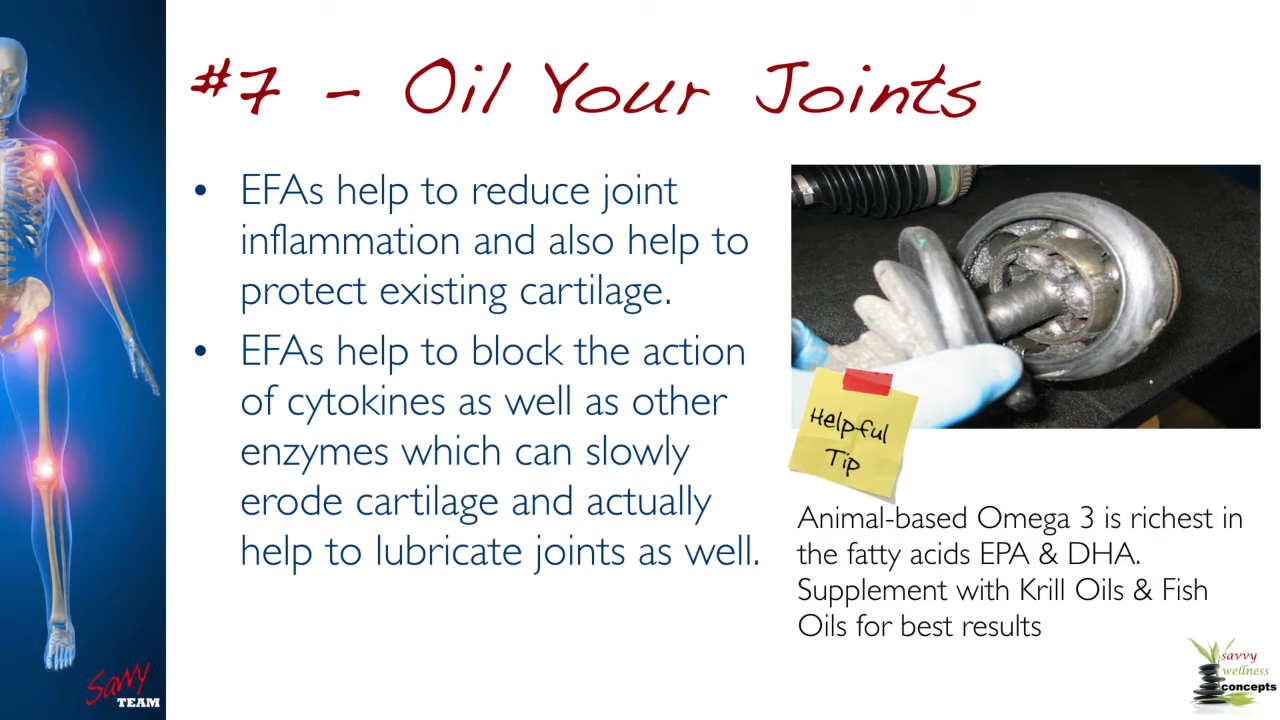 #7 - Oil Your Joints
• EFAs help to reduce joint
inflammation and also help to
protect existing cartilage.
• EFAs help to block the action
of cytokines as well as other
enzymes which can slowly
erode cartilage and actually
help to lubricate joints as well.
Helpful
Tip
Animal-based Omega 3 is richest in
the fatty acids EPA & DHA.
Supplement with Krill Oils & Fish
Oils for best results
Savvy
TEAM
savvy
wellness
concepts